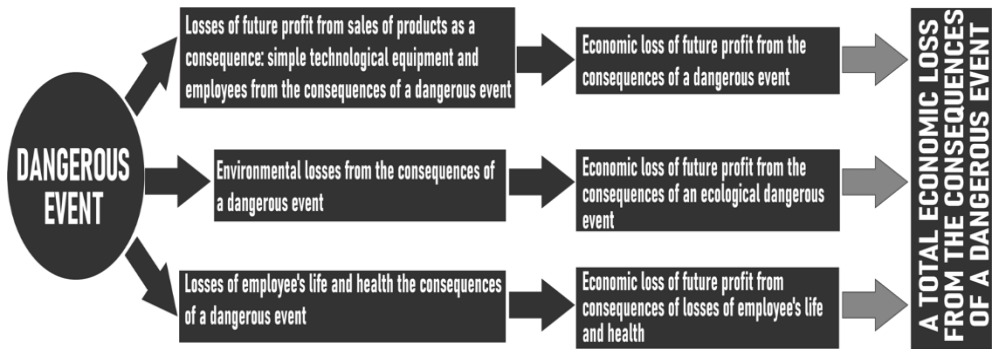 DANGEROUS
EVENT
Losses of future profit from sales of products as a
consequence: simple technological equipment and
employees from the consequences of a dangerous event
Economic loss of future profit from the
consequences of a dangerous event
Environmental losses from the consequences of
a dangerous event
Economic loss of future profit from the
consequences of an ecological dangerous
event
Losses of employee's life and health the consequences
of a dangerous event
Economic loss of future profit from
consequences of losses of employee's life
and health
A TOTAL ECONOMIC LOSS
FROM THE CONSEQUENCES
OF A DANGEROUS EVENT